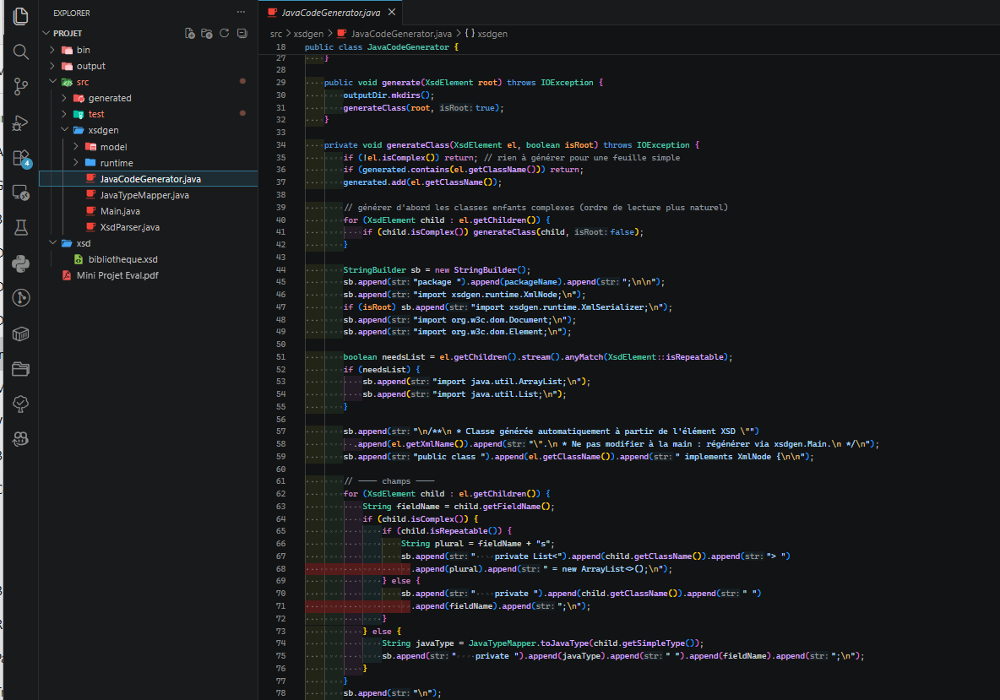 EXPLORER
PROJET
bin
output
src
generated
test
xsdgen
model
runtime
JavaCodeGenerator.java
JavaTypeMapper.java
Main.java
XsdParser.java
xsd
bibliotheque.xsd
Mini Projet Eval.pdf
4
JavaCodeGenerator.java
src > xsdgen > JavaCodeGenerator.java > {} xsdgen
18 public class JavaCodeGenerator {
27 }
28
29 public void generate(XsdElement root) throws IOException {
30 outputDir.mkdirs();
31 generateClass(root, isRoot:true);
32 }
33
34 private void generateClass(XsdElement el, boolean isRoot) throws IOException {
35 if (!el.isComplex()) return; // rien à générer pour une feuille simple
36 if (generated.contains(el.getClassName())) return;
37 generated.add(el.getClassName());
38
39 // générer d'abord les classes enfants complexes (ordre de lecture plus naturel)
40 for (XsdElement child : el.getChildren()) {
41 if (child.isComplex()) generateClass(child, isRoot:false);
42 }
43
44 StringBuilder sb = new StringBuilder();
45 sb.append(str:"package ").append(packageName).append(str:";\n\n");
46 sb.append(str:"import xsdgen.runtime.XmlNode;\n");
47 if (isRoot) sb.append(str:"import xsdgen.runtime.XmlSerializer;\n");
48 sb.append(str:"import org.w3c.dom.Document;\n");
49 sb.append(str:"import org.w3c.dom.Element;\n");
50
51 boolean needsList = el.getChildren().stream().anyMatch(XsdElement::isRepeatable);
52 if (needsList) {
53 sb.append(str:"import java.util.ArrayList;\n");
54 sb.append(str:"import java.util.List;\n");
55 }
56
57 sb.append(str:"\n/**\n * Classe générée automatiquement à partir de l'élément XSD \"")
58 .append(el.getXmlName()).append(str:"\".\n * Ne pas modifier à la main : régénérer via xsdgen.Main.\n */\n");
59 sb.append(str:"public class ").append(el.getClassName()).append(str:" implements XmlNode {\n\n");
60
61 // ──── champs ────
62 for (XsdElement child : el.getChildren()) {
63 String fieldName = child.getFieldName();
64 if (child.isComplex()) {
65 if (child.isRepeatable()) {
66 String plural = fieldName + "s";
67 sb.append(str:"    private List<").append(child.getClassName()).append(str:"> ")
68 .append(plural).append(str:" = new ArrayList<>();\n");
69 } else {
70 sb.append(str:"    private ").append(child.getClassName()).append(str:" ")
71 .append(fieldName).append(str:";\n");
72 }
73 } else {
74 String javaType = JavaTypeMapper.toJavaType(child.getSimpleType());
75 sb.append(str:"    private ").append(javaType).append(str:" ").append(fieldName).append(str:";\n");
76 }
77 }
78 sb.append(str:"\n");